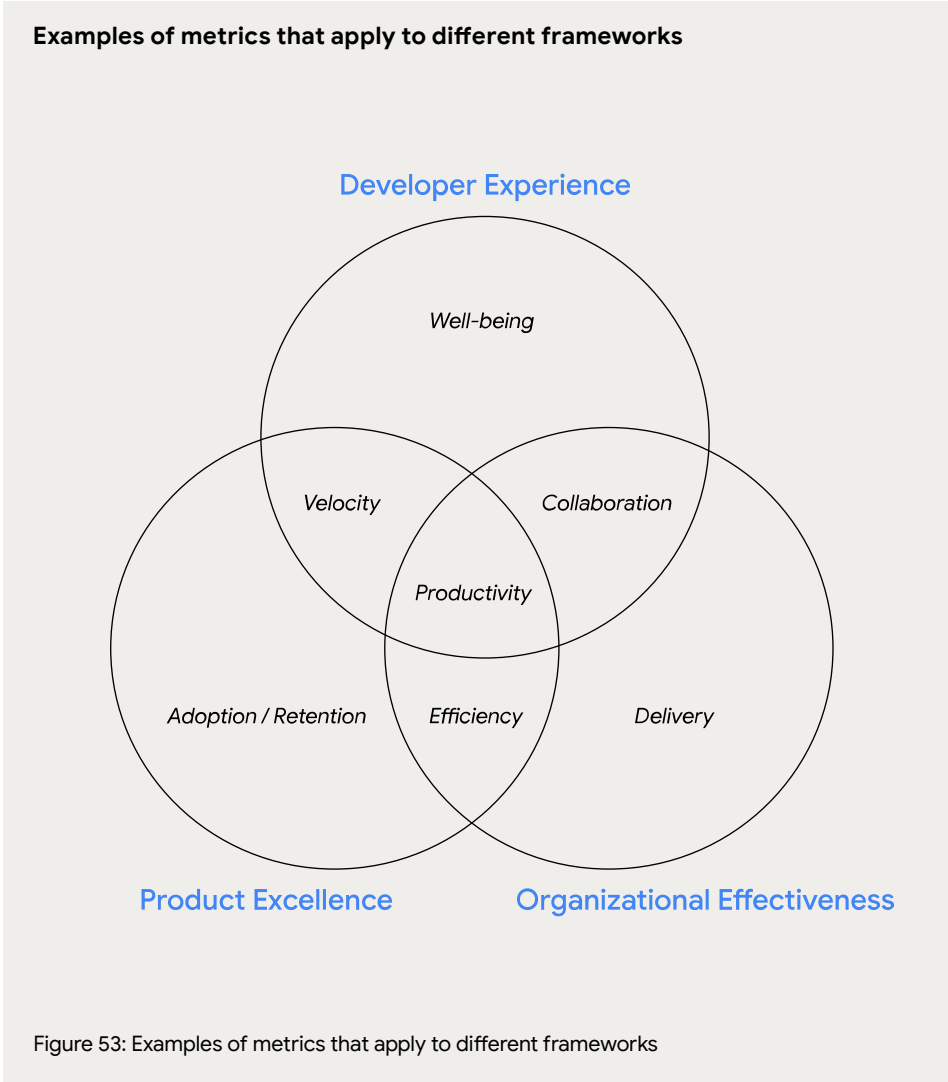 Examples of metrics that apply to different frameworks
Developer Experience
Well-being
Velocity
Collaboration
Productivity
Adoption / Retention
Efficiency
Delivery
Product Excellence
Organizational Effectiveness
Figure 53: Examples of metrics that apply to different frameworks